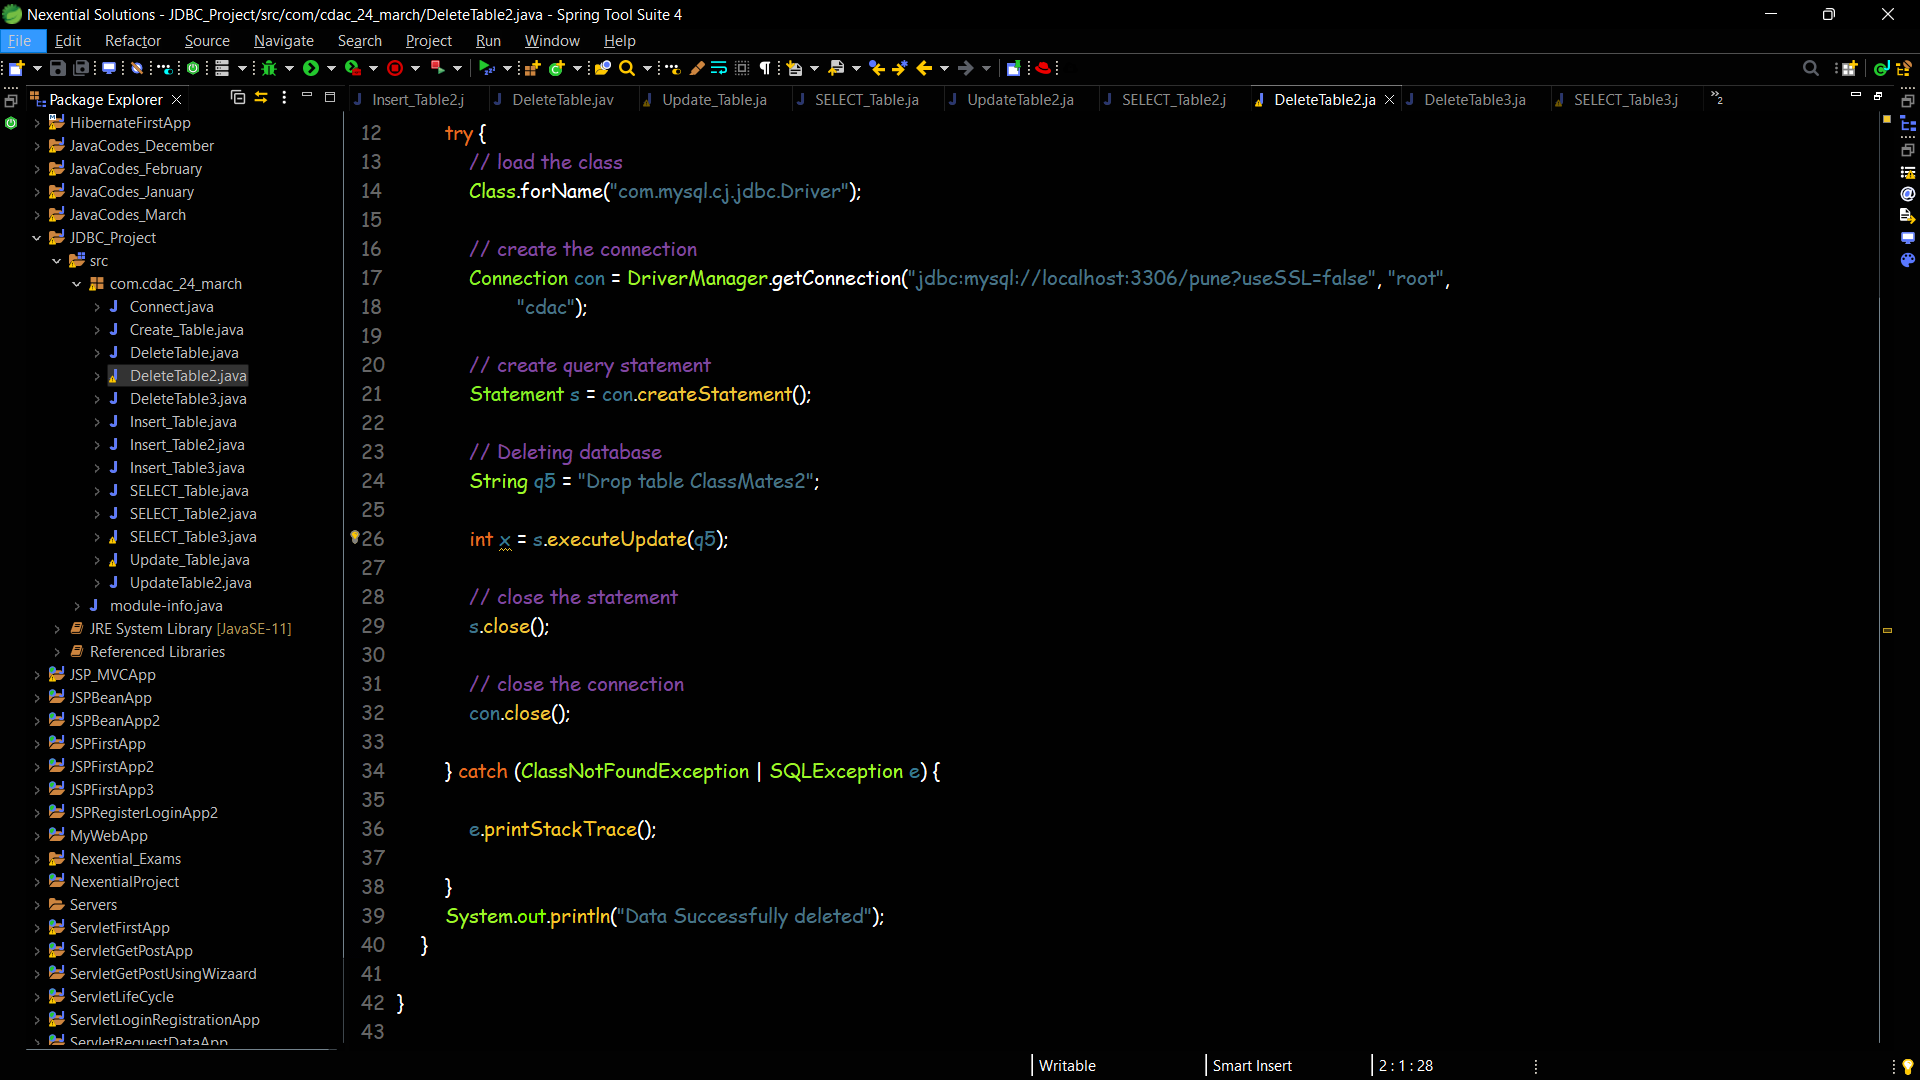 Nexential Solutions - JDBC_Project/src/com/cdac_24_march/DeleteTable2.java - Spring Tool Suite 4
File Edit Refactor Source Navigate Search Project Run Window Help
Package Explorer
Insert_Table2.j DeleteTable.jav Update_Table.ja SELECT_Table.ja UpdateTable2.ja SELECT_Table2.j DeleteTable2.ja DeleteTable3.ja SELECT_Table3.j »2
HibernateFirstApp
JavaCodes_December
JavaCodes_February
JavaCodes_January
JavaCodes_March
JDBC_Project
src
com.cdac_24_march
Connect.java
Create_Table.java
DeleteTable.java
DeleteTable2.java
DeleteTable3.java
Insert_Table.java
Insert_Table2.java
Insert_Table3.java
SELECT_Table.java
SELECT_Table2.java
SELECT_Table3.java
Update_Table.java
UpdateTable2.java
module-info.java
JRE System Library [JavaSE-11]
Referenced Libraries
JSP_MVCApp
JSPBeanApp
JSPBeanApp2
JSPFirstApp
JSPFirstApp2
JSPFirstApp3
JSPRegisterLoginApp2
MyWebApp
Nexential_Exams
NexentialProject
Servers
ServletFirstApp
ServletGetPostApp
ServletGetPostUsingWizaard
ServletLifeCycle
ServletLoginRegistrationApp
ServletRequestDataApp
12 try {
13 // load the class
14 Class.forName("com.mysql.cj.jdbc.Driver");
15
16 // create the connection
17 Connection con = DriverManager.getConnection("jdbc:mysql://localhost:3306/pune?useSSL=false", "root",
18 "cdac");
19
20 // create query statement
21 Statement s = con.createStatement();
22
23 // Deleting database
24 String q5 = "Drop table ClassMates2";
25
26 int x = s.executeUpdate(q5);
27
28 // close the statement
29 s.close();
30
31 // close the connection
32 con.close();
33
34 } catch (ClassNotFoundException | SQLException e) {
35
36 e.printStackTrace();
37
38 }
39 System.out.println("Data Successfully deleted");
40 }
41
42 }
43
Writable Smart Insert 2 : 1 : 28